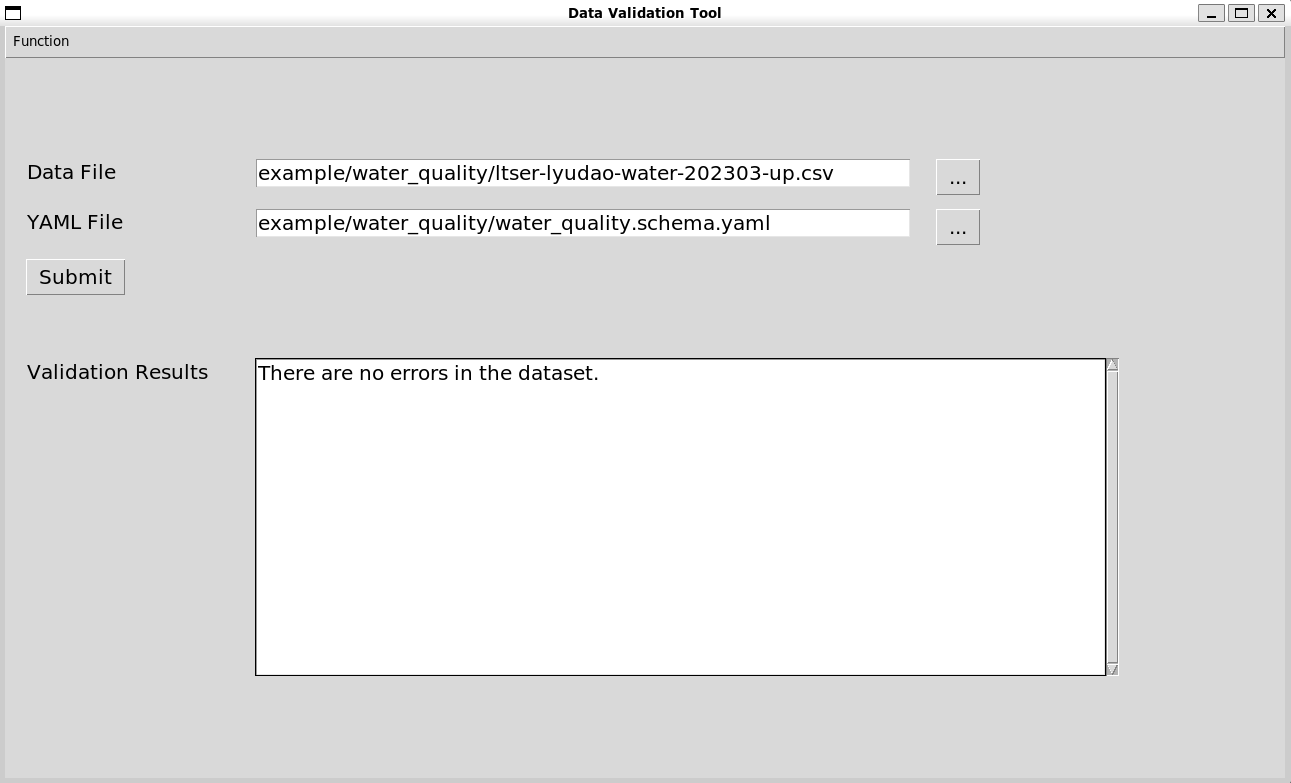 Data Validation Tool
Function
Data File
example/water_quality/ltser-lyudao-water-202303-up.csv
...
YAML File
example/water_quality/water_quality.schema.yaml
...
Submit
Validation Results
There are no errors in the dataset.